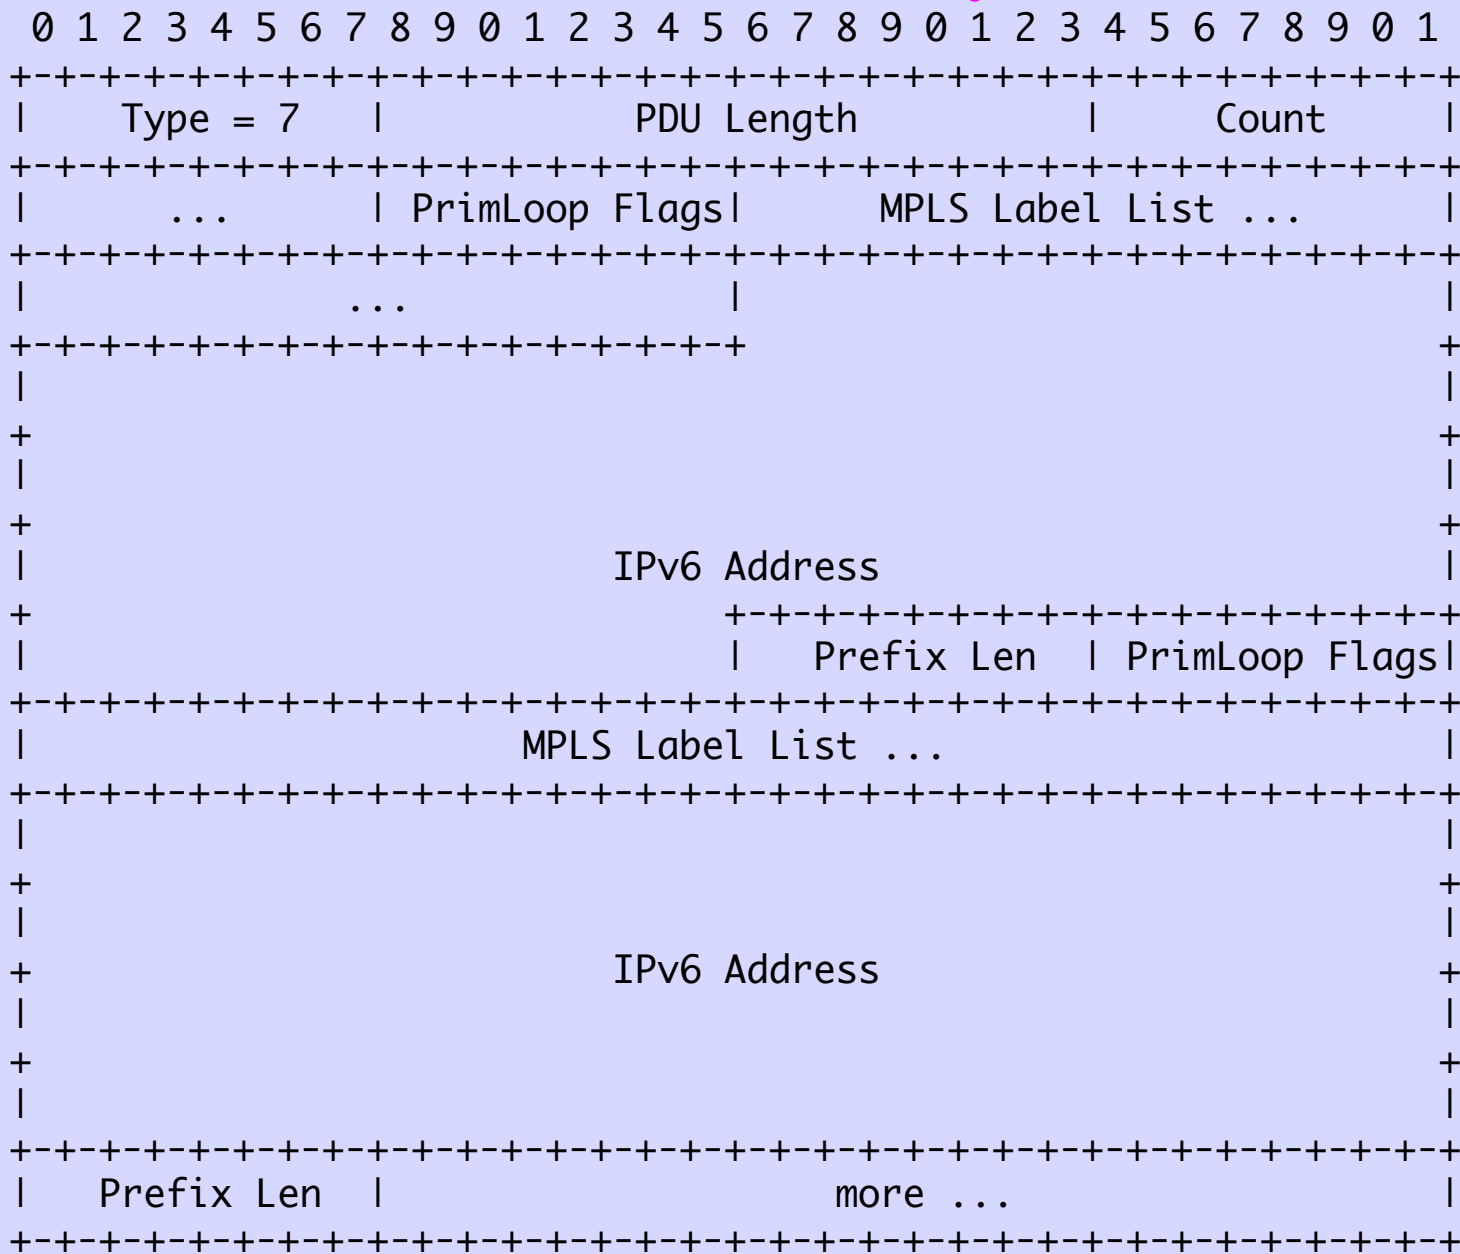 0 1 2 3 4 5 6 7 8 9 0 1 2 3 4 5 6 7 8 9 0 1 2 3 4 5 6 7 8 9 0 1
+-+-+-+-+-+-+-+-+-+-+-+-+-+-+-+-+-+-+-+-+-+-+-+-+-+-+-+-+-+-+-+-+
|    Type = 7   |           PDU Length          |     Count     |
+-+-+-+-+-+-+-+-+-+-+-+-+-+-+-+-+-+-+-+-+-+-+-+-+-+-+-+-+-+-+-+-+
|      ...      | PrimLoop Flags|      MPLS Label List ...      |
+-+-+-+-+-+-+-+-+-+-+-+-+-+-+-+-+-+-+-+-+-+-+-+-+-+-+-+-+-+-+-+-+
|              ...              |                               |
+-+-+-+-+-+-+-+-+-+-+-+-+-+-+-+-+                               +
|                                                               |
+                                                               +
|                                                               |
+                                                               +
|                          IPv6 Address                         |
+                               +-+-+-+-+-+-+-+-+-+-+-+-+-+-+-+-+
|                               |   Prefix Len  | PrimLoop Flags|
+-+-+-+-+-+-+-+-+-+-+-+-+-+-+-+-+-+-+-+-+-+-+-+-+-+-+-+-+-+-+-+-+
|                      MPLS Label List ...                      |
+-+-+-+-+-+-+-+-+-+-+-+-+-+-+-+-+-+-+-+-+-+-+-+-+-+-+-+-+-+-+-+-+
|                                                               |
+                                                               +
|                                                               |
+                          IPv6 Address                         +
|                                                               |
+                                                               +
|                                                               |
+-+-+-+-+-+-+-+-+-+-+-+-+-+-+-+-+-+-+-+-+-+-+-+-+-+-+-+-+-+-+-+-+
|   Prefix Len  |                    more ...                   |
+-+-+-+-+-+-+-+-+-+-+-+-+-+-+-+-+-+-+-+-+-+-+-+-+-+-+-+-+-+-+-+-+